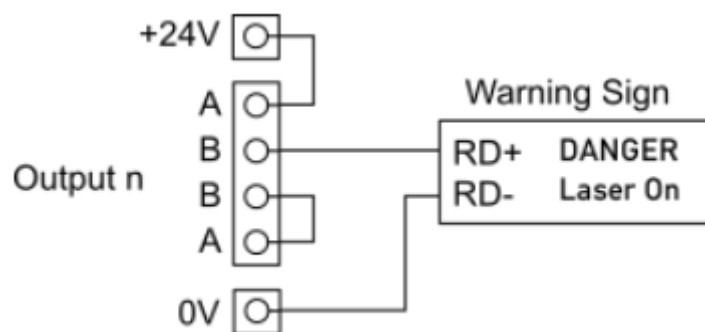 +24V
A
Warning Sign
B
RD+ DANGER
Output n
B
RD- Laser On
A
0V